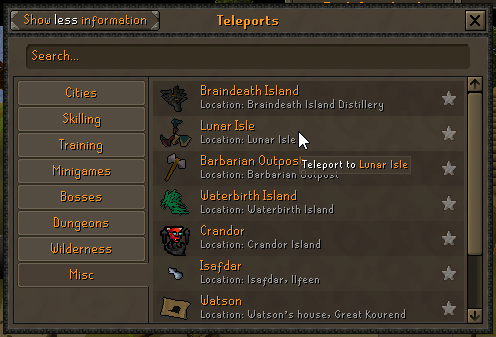 Show less information
Teleports
Search...
Cities
Skilling
Training
Minigames
Bosses
Dungeons
Wilderness
Misc
Braindeath Island
Location: Braindeath Island Distillery
Lunar Isle
Location: Lunar Isle
Barbarian Outpost
Location: Barbarian Outpost
Teleport to Lunar Isle
Waterbirth Island
Location: Waterbirth Island
Crandor
Location: Crandor Island
Isafdar
Location: Isafdar, Ilfeen
Watson
Location: Watson's house, Great Kourend